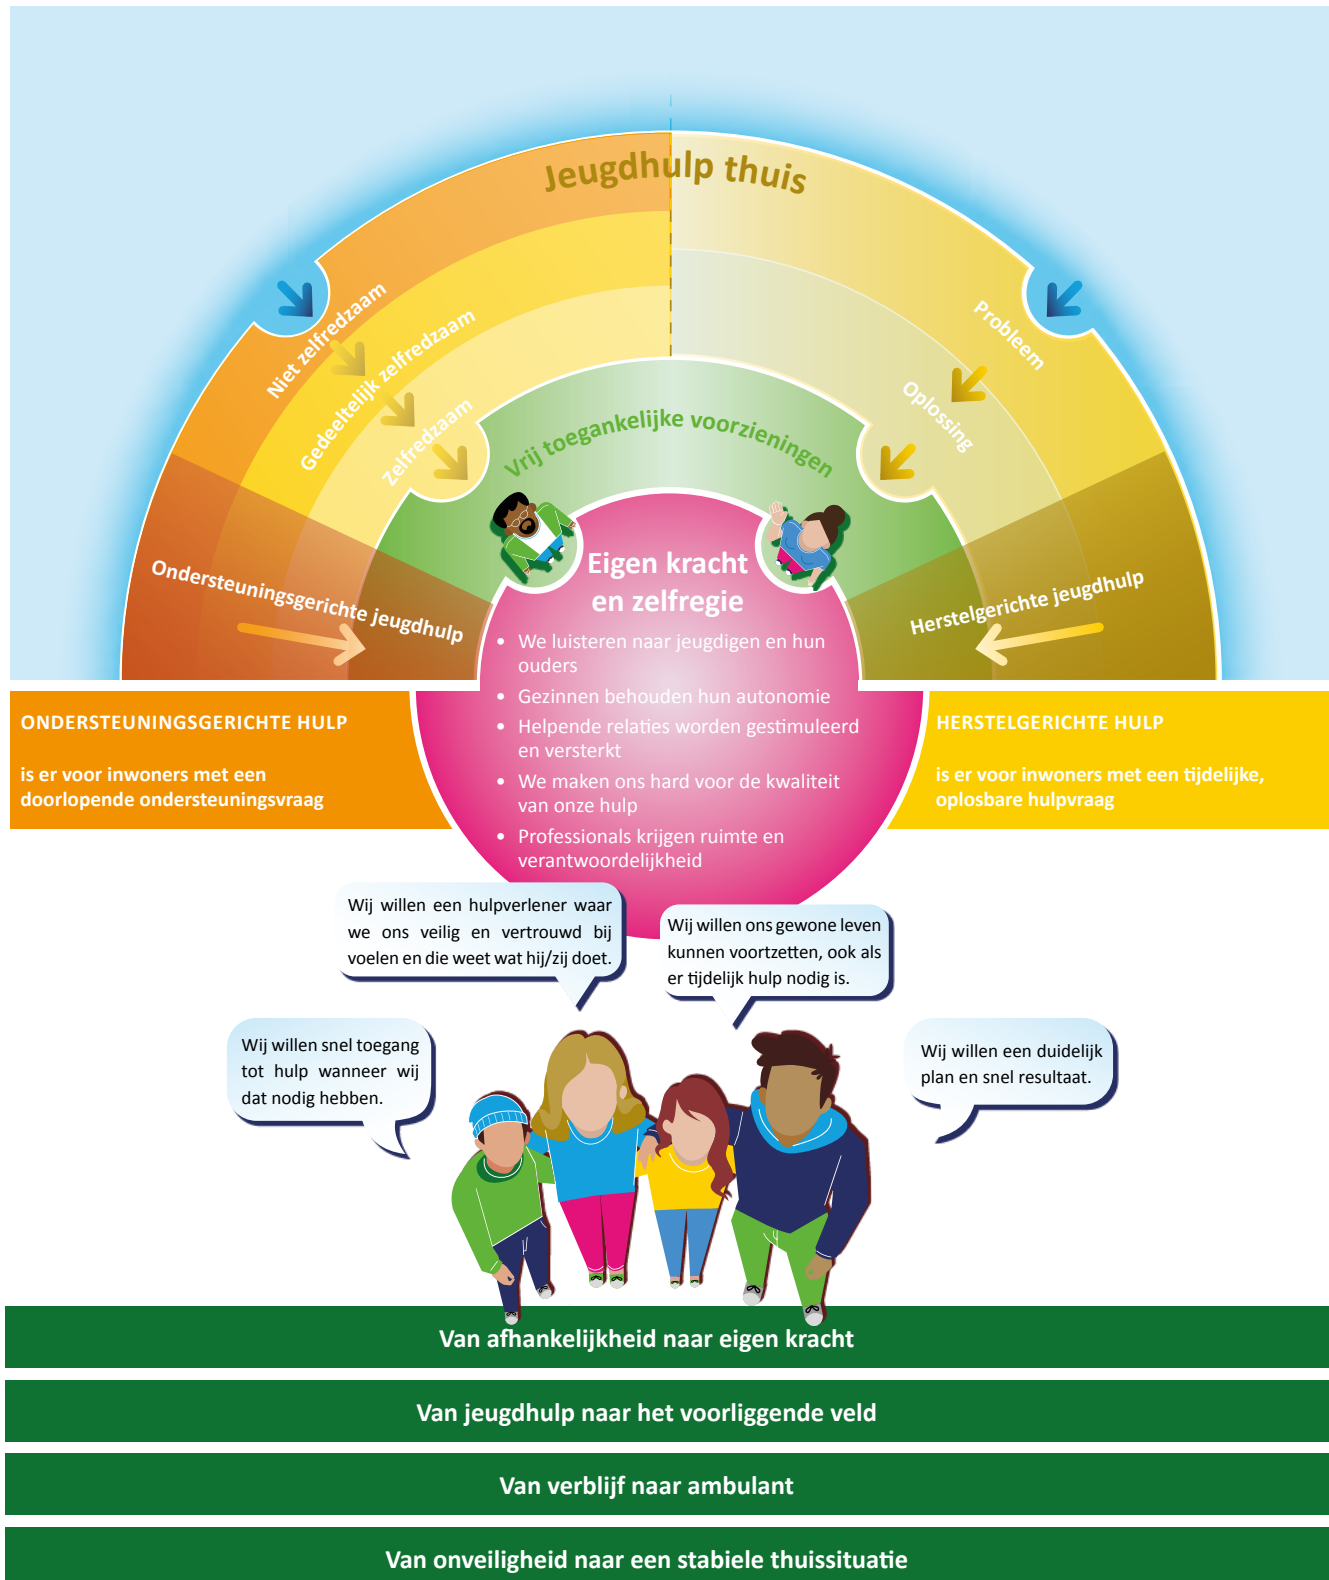 Jeugdhulp thuis
Niet zelfredzaam
Gedeeltelijk zelfredzaam
Zelfredzaam
Probleem
Oplossing
Vrij toegankelijke voorzieningen
Ondersteuningsgerichte jeugdhulp
Herstelgerichte jeugdhulp
Eigen kracht
en zelfregie
• We luisteren naar jeugdigen en hun
ouders
• Gezinnen behouden hun autonomie
• Helpende relaties worden gestimuleerd
en versterkt
• We maken ons hard voor de kwaliteit
van onze hulp
• Professionals krijgen ruimte en
verantwoordelijkheid
ONDERSTEUNINGSGERICHTE HULP
is er voor inwoners met een
doorlopende ondersteuningsvraag
HERSTELGERICHTE HULP
is er voor inwoners met een tijdelijke,
oplosbare hulpvraag
Wij willen een hulpverlener waar
we ons veilig en vertrouwd bij
voelen en die weet wat hij/zij doet.
Wij willen ons gewone leven
kunnen voortzetten, ook als
er tijdelijk hulp nodig is.
Wij willen snel toegang
tot hulp wanneer wij
dat nodig hebben.
Wij willen een duidelijk
plan en snel resultaat.
Van afhankelijkheid naar eigen kracht
Van jeugdhulp naar het voorliggende veld
Van verblijf naar ambulant
Van onveiligheid naar een stabiele thuissituatie